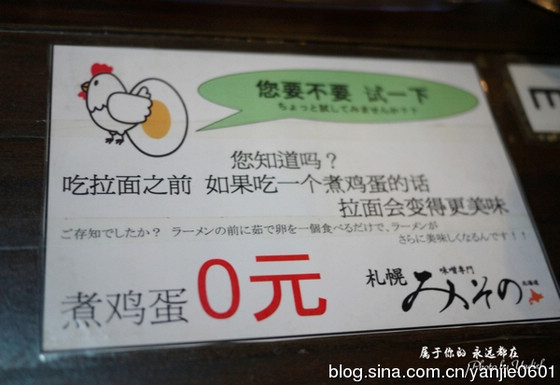 您要不要 试一下
ちょっと試してみませんか??
您知道吗?
吃拉面之前 如果吃一个煮鸡蛋的话
拉面会变得更美味
ご存知でしたか? ラーメンの前に茹で卵を一個食べるだけで、ラーメンが
さらに美味しくなるんです!!
煮鸡蛋 0元
札幌
味噌専門
みその
北海道
属于你的 永远都在
blog.sina.com.cn/yanjie0601